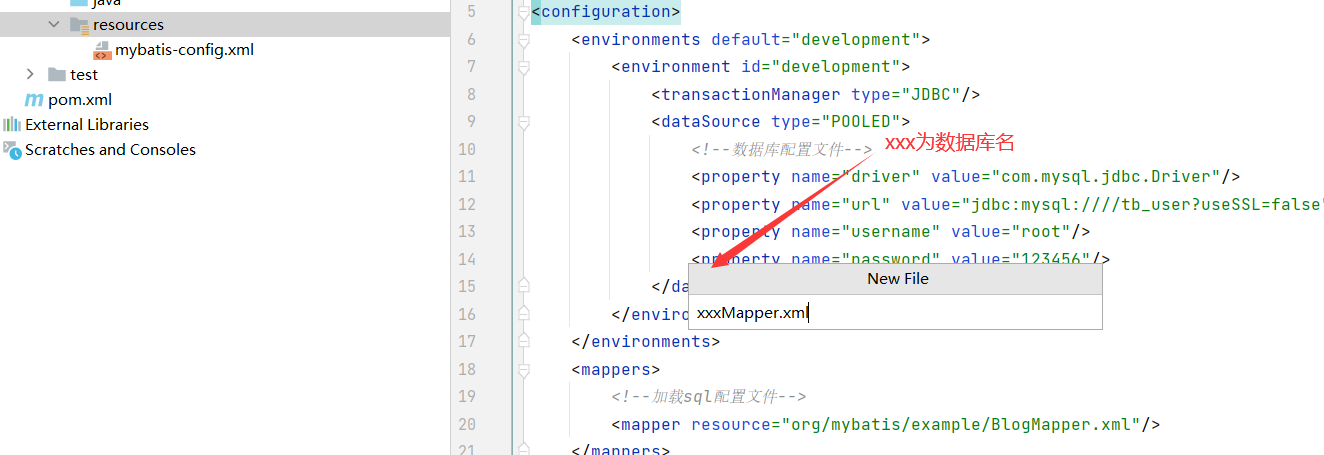 java
resources
mybatis-config.xml
test
pom.xml
External Libraries
Scratches and Consoles
5 <configuration>
6 <environments default="development">
7 <environment id="development">
8 <transactionManager type="JDBC"/>
9 <dataSource type="POOLED">
10 <!--数据库配置文件-->
xxx为数据库名
11 <property name="driver" value="com.mysql.jdbc.Driver"/>
12 <property name="url" value="jdbc:mysql:////tb_user?useSSL=false"
13 <property name="username" value="root"/>
14 <property name="password" value="123456"/>
New File
15 </da
xxxMapper.xml
16 </enviro
17 </environments>
18 <mappers>
19 <!--加载sql配置文件-->
20 <mapper resource="org/mybatis/example/BlogMapper.xml"/>
21 </mappers>